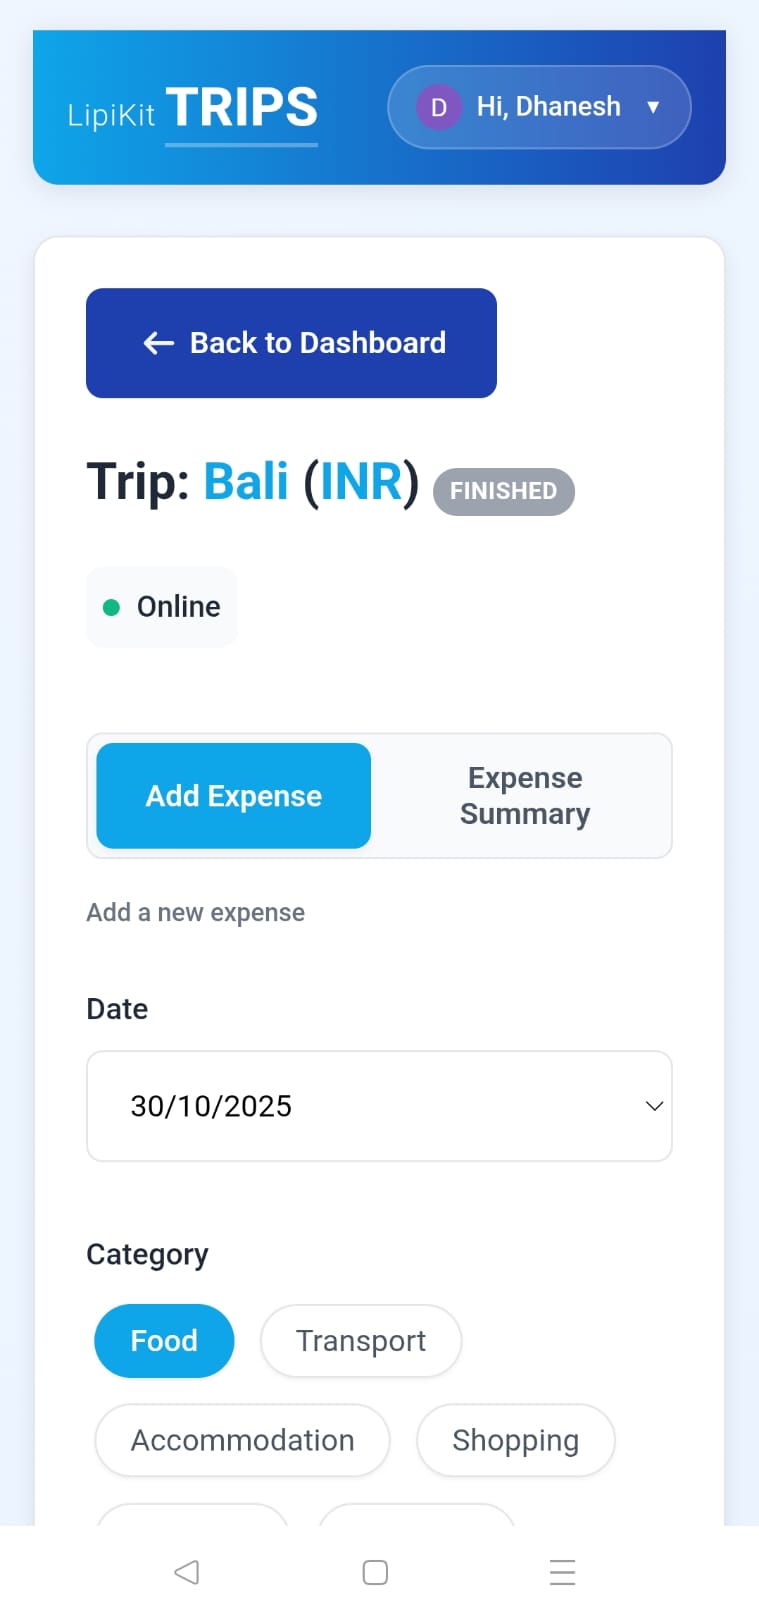 LipiKit TRIPS
D Hi, Dhanesh ▼
← Back to Dashboard
Trip: Bali (INR) FINISHED
Online
Add Expense
Expense
Summary
Add a new expense
Date
30/10/2025
Category
Food
Transport
Accommodation
Shopping